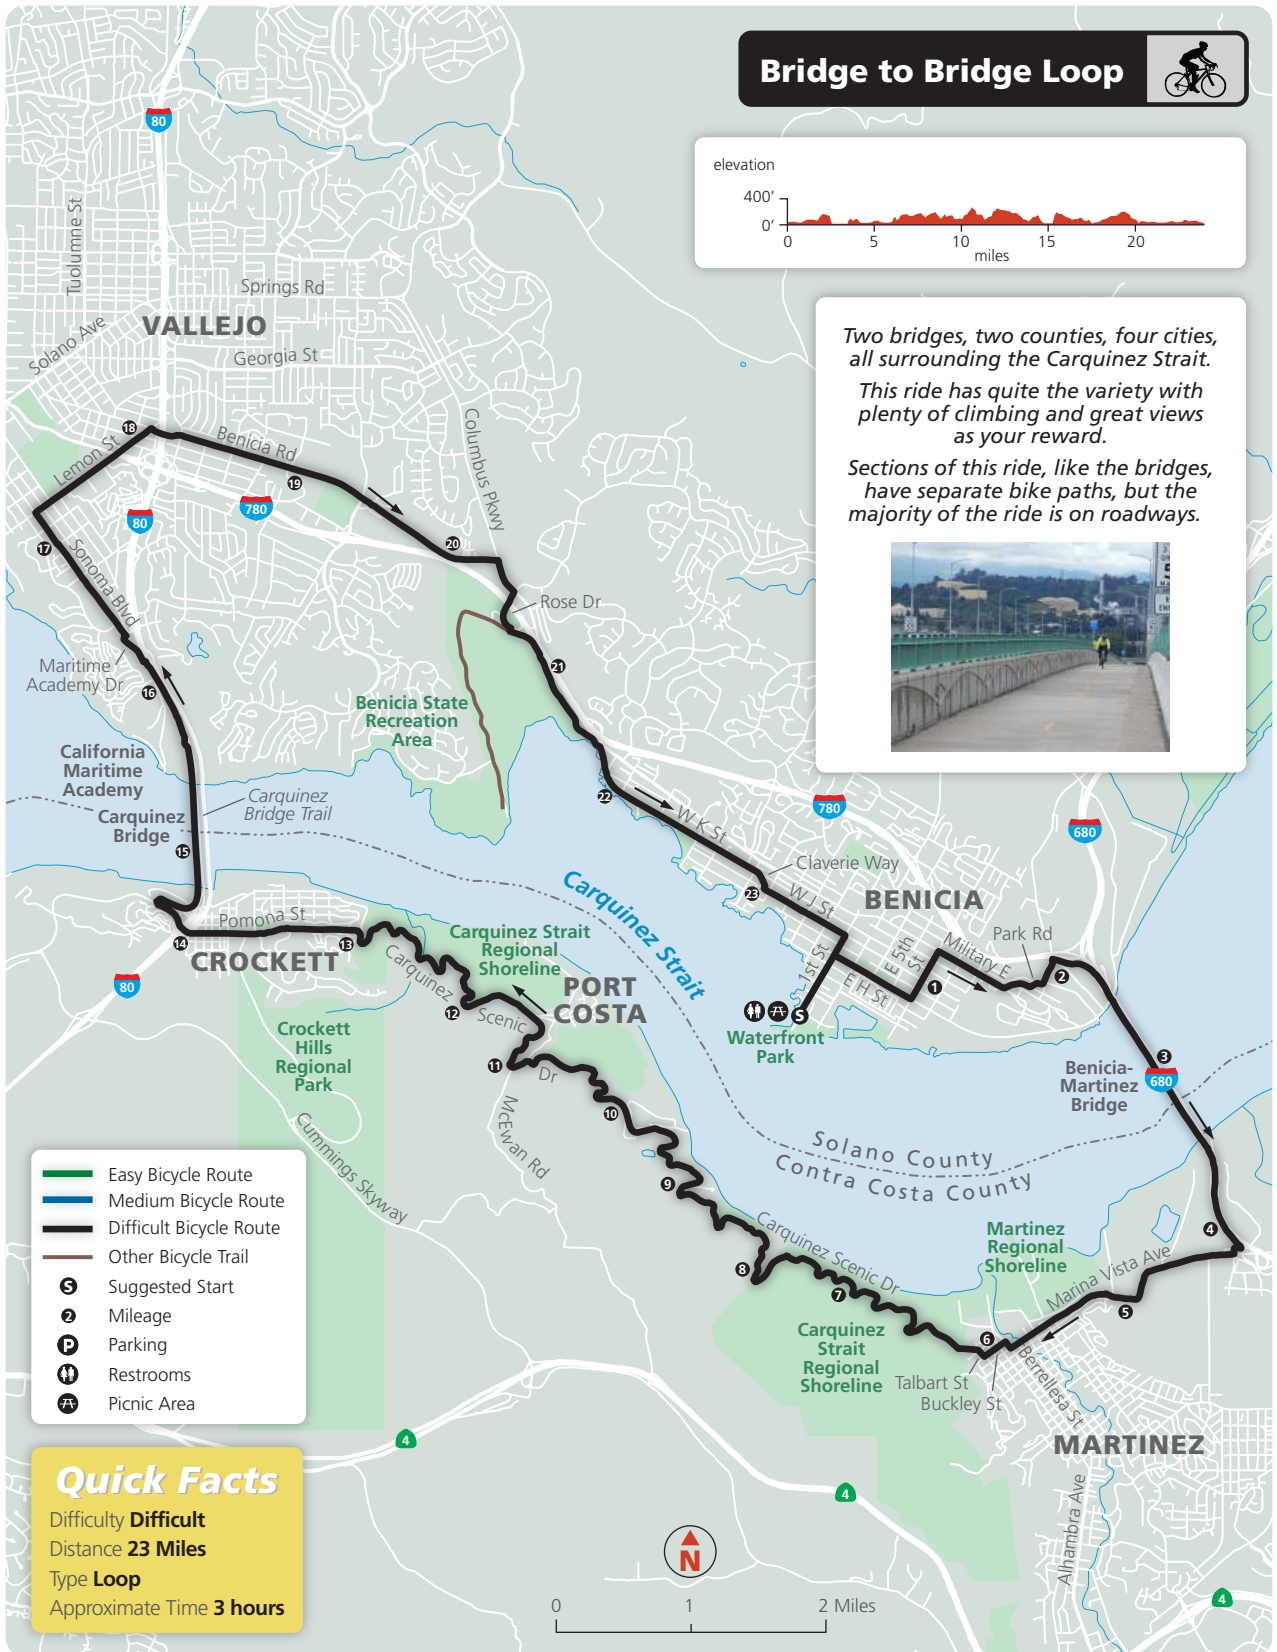 Bridge to Bridge Loop
elevation
400'
0'
0
5
10
15
20
miles
Two bridges, two counties, four cities,
all surrounding the Carquinez Strait.
This ride has quite the variety with
plenty of climbing and great views
as your reward.
Sections of this ride, like the bridges,
have separate bike paths, but the
majority of the ride is on roadways.
80
Tuolumne St
Springs Rd
VALLEJO
Solano Ave
Georgia St
Columbus Pkwy
18
Lemon St
Benicia Rd
19
780
80
17
20
Sonoma Blvd
Rose Dr
Maritime
Academy Dr
16
21
Benicia State
Recreation
Area
California
Maritime
Academy
Carquinez
Bridge Trail
Carquinez
Bridge
15
22
W K St
780
680
Claverie Way
23
W J St
BENICIA
Carquinez Strait
Pomona St
14
13
CROCKETT
80
Carquinez
Scenic
Dr
Carquinez Strait
Regional
Shoreline
PORT
COSTA
12
11
1st St
E H St
E 5th
St
Military E
Park Rd
1
2
S
Waterfront
Park
3
680
Benicia-
Martinez
Bridge
Crockett
Hills
Regional
Park
10
McEwan Rd
Cummings Skyway
Solano County
Contra Costa County
9
8
7
Carquinez Scenic Dr
Martinez
Regional
Shoreline
4
Marina Vista Ave
5
6
Carquinez
Strait
Regional
Shoreline
Talbart St
Buckley St
Berrellesa St
MARTINEZ
Alhambra Ave
4
4
4
Easy Bicycle Route
Medium Bicycle Route
Difficult Bicycle Route
Other Bicycle Trail
S Suggested Start
2 Mileage
P Parking
Restrooms
Picnic Area
Quick Facts
Difficulty Difficult
Distance 23 Miles
Type Loop
Approximate Time 3 hours
N
0 1 2 Miles